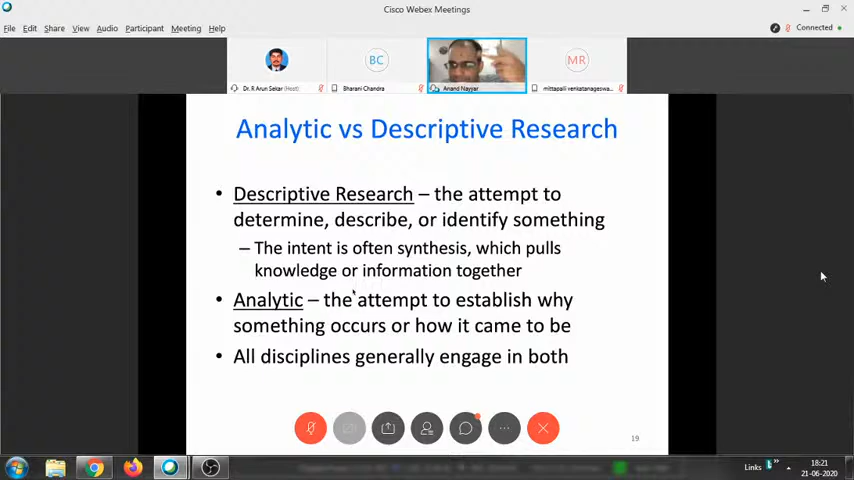 Cisco Webex Meetings
File Edit Share View Audio Participant Meeting Help
Connected
BC
MR
Dr. R Arun Sekar (Host)
Bharani Chandra
Anand Nayyar
mittapalli venkatanageswa...
Analytic vs Descriptive Research
• Descriptive Research – the attempt to
determine, describe, or identify something
– The intent is often synthesis, which pulls
knowledge or information together
• Analytic – the attempt to establish why
something occurs or how it came to be
• All disciplines generally engage in both
19
Links
18:21
21-06-2020